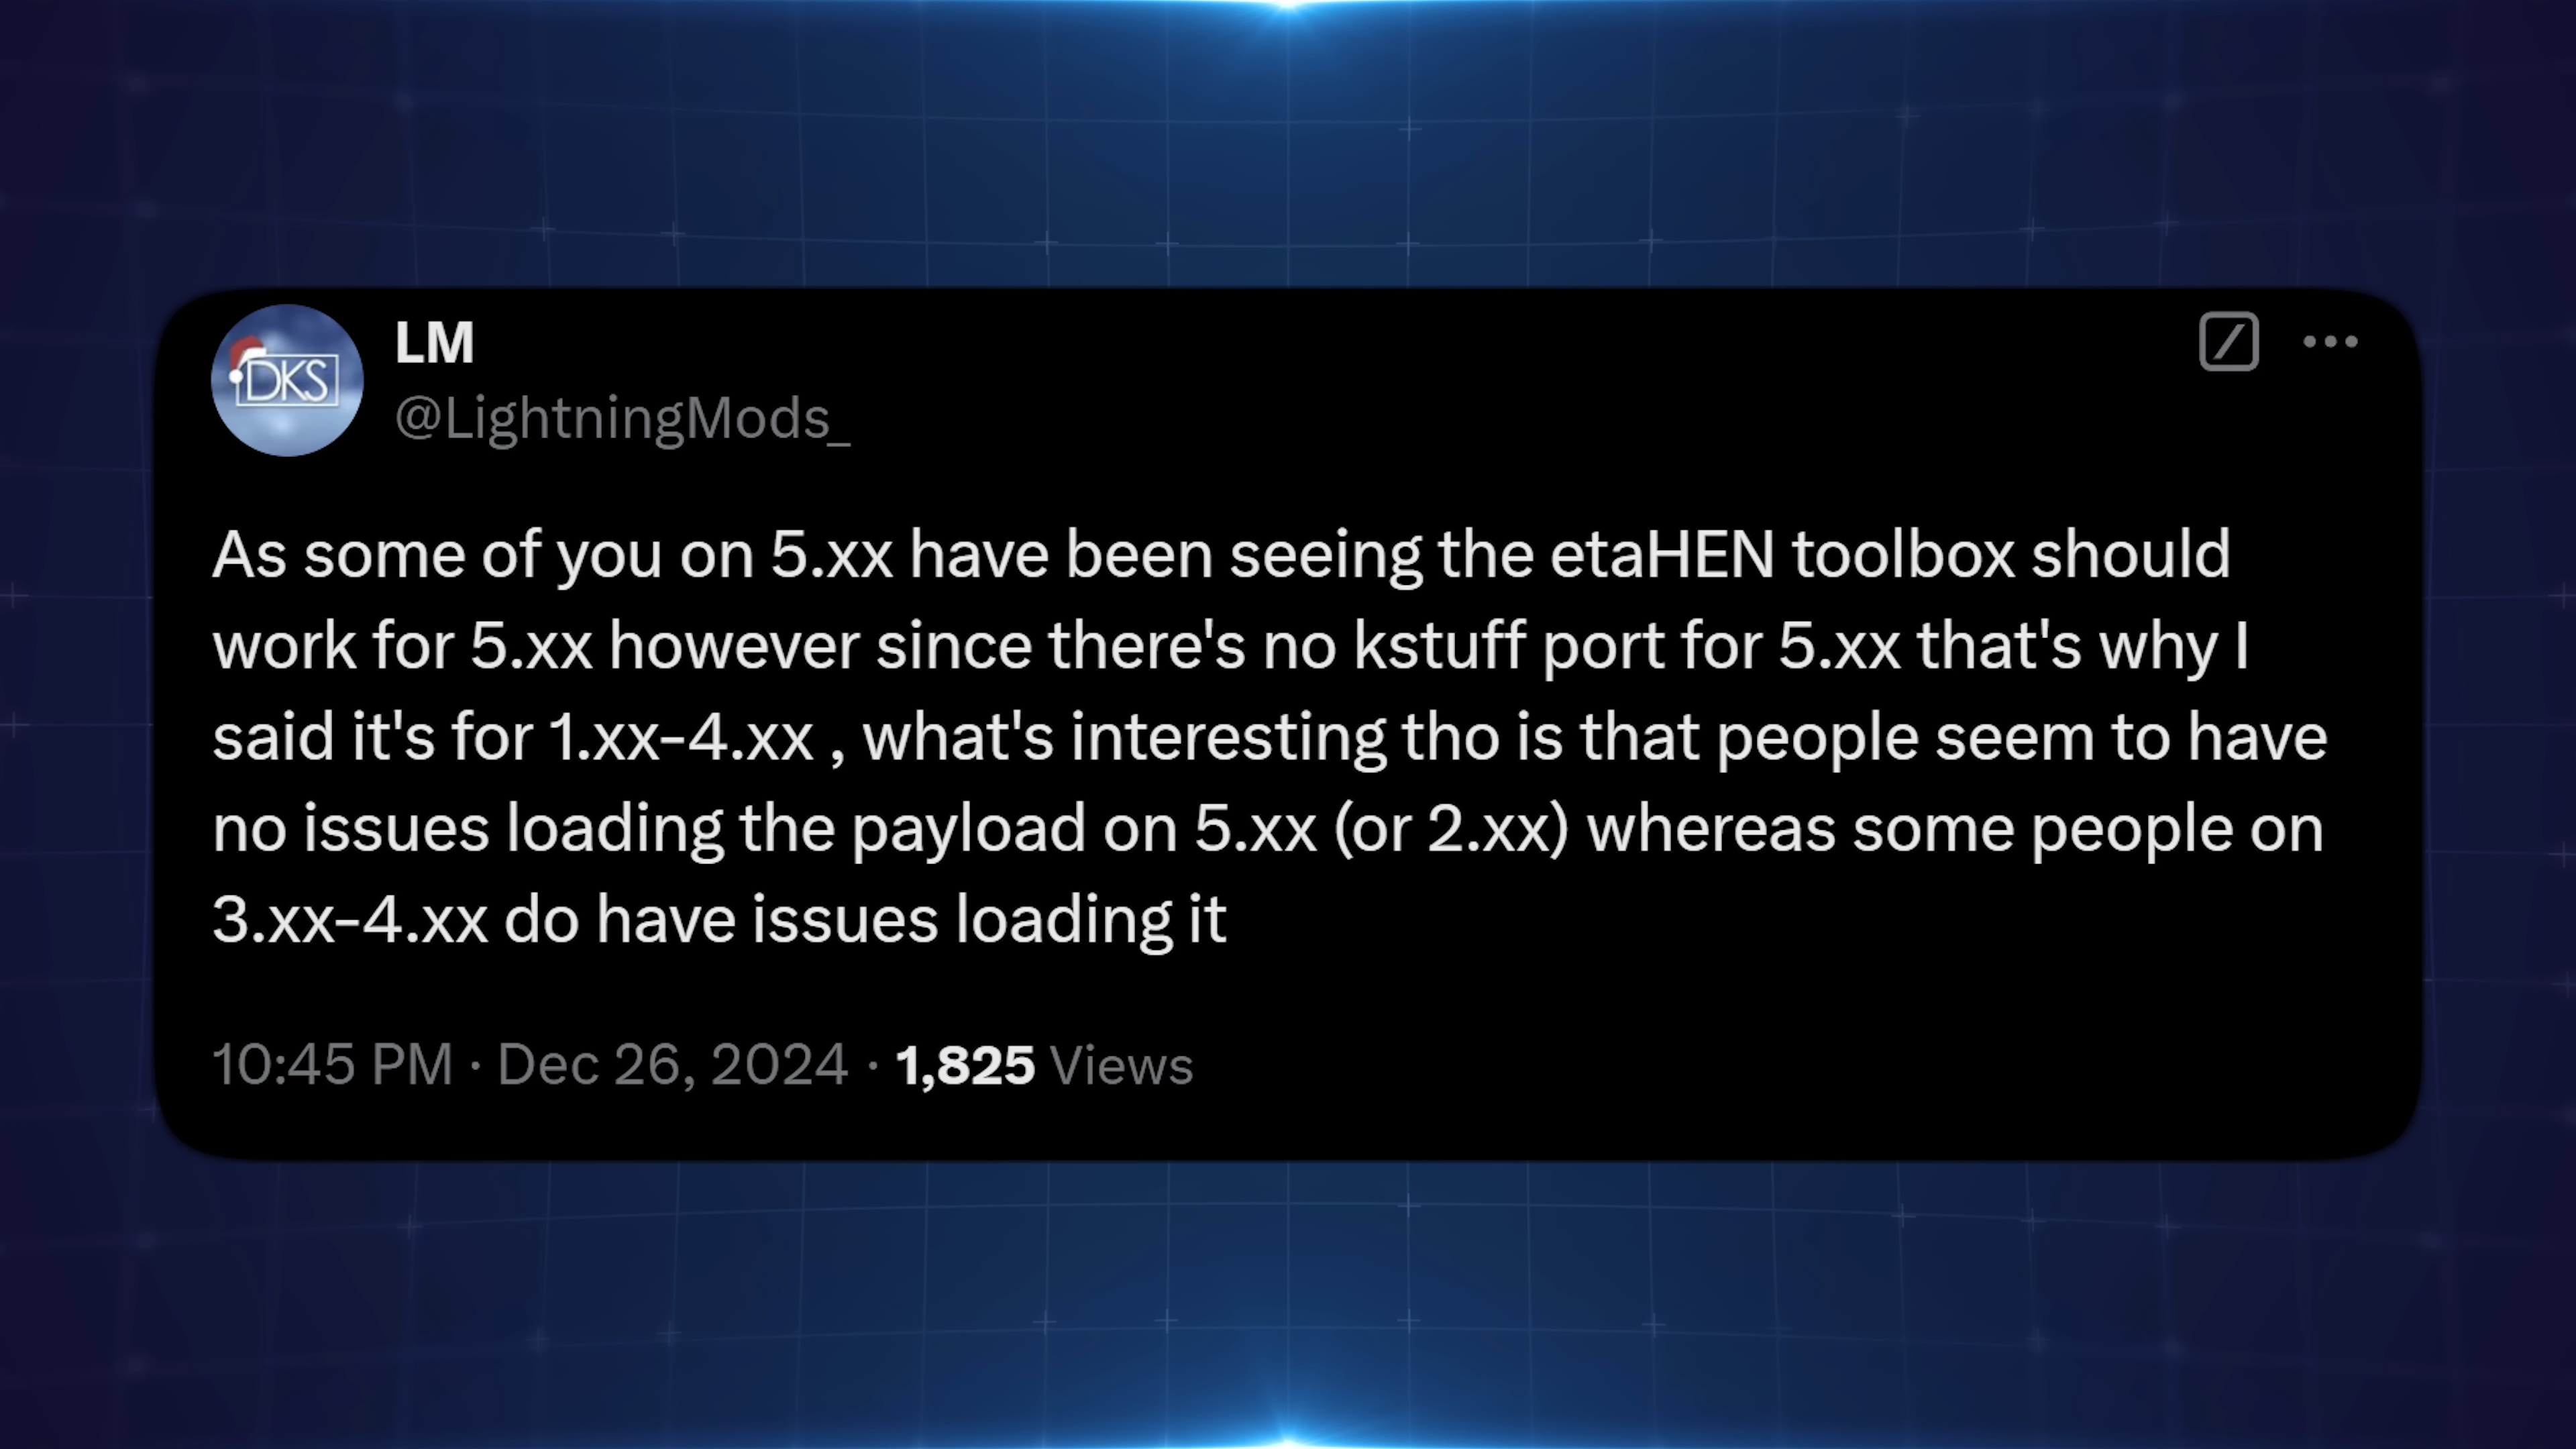 DKS
LM
@LightningMods_
As some of you on 5.xx have been seeing the etaHEN toolbox should
work for 5.xx however since there's no kstuff port for 5.xx that's why I
said it's for 1.xx-4.xx , what's interesting tho is that people seem to have
no issues loading the payload on 5.xx (or 2.xx) whereas some people on
3.xx-4.xx do have issues loading it
10:45 PM · Dec 26, 2024 · 1,825 Views